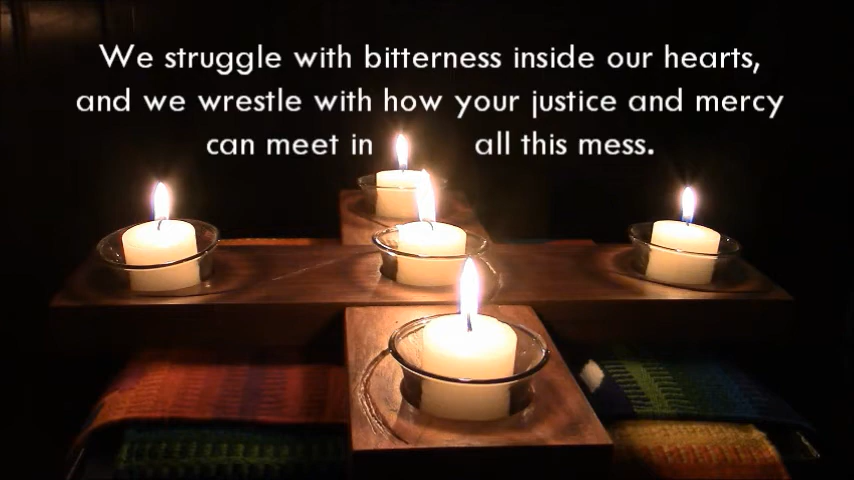 We struggle with bitterness inside our hearts,
and we wrestle with how your justice and mercy
can meet in all this mess.